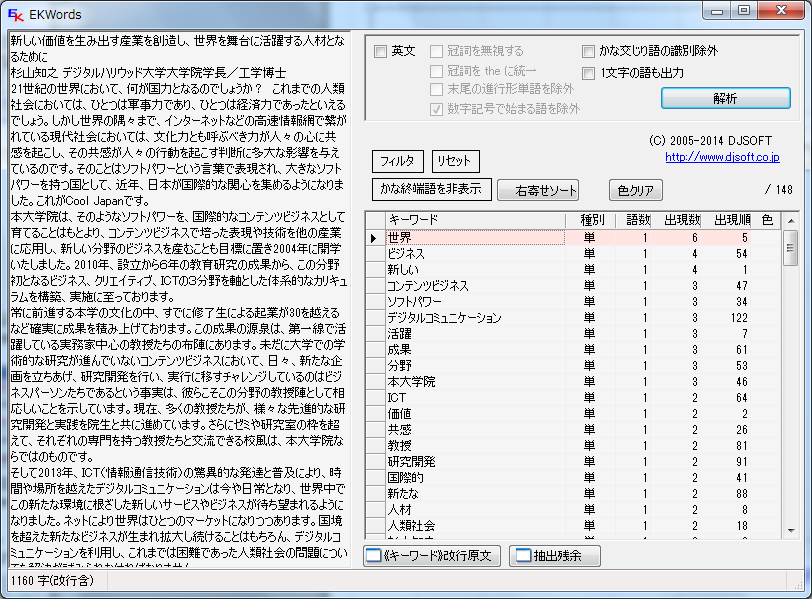 EKWords
新しい価値を生み出す産業を創造し、世界を舞台に活躍する人材とな
るために
杉山知之 デジタルハリウッド大学大学院学長／工学博士
21世紀の世界において、何が国力となるのでしょうか?　これまでの人類
社会においては、ひとつは軍事力であり、ひとつは経済力であったといえる
でしょう。しかし世界の隅々まで、インターネットなどの高速情報網で繋が
れている現代社会においては、文化力とも呼ぶべき力が人々の心に共
感を起こし、その共感が人々の行動を起こす判断に多大な影響を与え
ているのです。そのことはソフトパワーという言葉で表現され、大きなソフト
パワーを持つ国として、近年、日本が国際的な関心を集めるようになりま
した。これがCool Japanです。
本大学院は、そのようなソフトパワーを、国際的なコンテンツビジネスとして
育てることはもとより、コンテンツビジネスで培った表現や技術を他の産業
に応用し、新しい分野のビジネスを産むことも目標に置き2004年に開学
いたしました。2010年、設立から6年の教育研究の成果から、この分野
初となるビジネス、クリエイティブ、ICTの3分野を軸とした体系的なカリキュ
ラムを構築、実施に至っております。
常に前進する本学の文化の中、すでに修了生による起業が30を越える
など確実に成果を積み上げております。この成果の源泉は、第一線で活
躍している実務家中心の教授たちの布陣にあります。未だに大学での学
術的な研究が進んでいないコンテンツビジネスにおいて、日々、新たな企
画を立ちあげ、研究開発を行い、実行に移すチャレンジしているのはビジ
ネスパーソンたちであるという事実は、彼らこそこの分野の教授陣として相
応しいことを示しています。現在、多くの教授たちが、様々な先進的な研
究開発と実践を院生と共に進めています。さらにゼミや研究室の枠を超
えて、それぞれの専門を持つ教授たちと交流できる校風は、本大学院な
らではのものです。
そして2013年、ICT(情報通信技術)の驚異的な発達と普及により、時
間や場所を越えたデジタルコミュニケーションは今や日常となり、世界中で
この新たな環境に根ざした新しいサービスやビジネスが待ち望まれるように
なりました。ネットにより世界はひとつのマーケットになりつつあります。国境
を超えた新たなビジネスが生まれ拡大し続けることはもちろん、デジタルコ
ミュニケーションを利用し、これまでは困難であった人類社会の問題につい
1160 字(改行含)
英文
冠詞を無視する
冠詞を the に統一
末尾の進行形単語を除外
数字記号で始まる語を除外
かな交じり語の識別除外
1文字の語も出力
解析
(C) 2005-2014 DJSOFT
http://www.djsoft.co.jp
フィルタ リセット
かな終端語を非表示 右寄せソート 色クリア / 148
キーワード 種別 語数 出現数 出現順 色
世界 単 1 6 5
ビジネス 単 1 4 54
新しい 単 1 4 1
コンテンツビジネス 単 1 3 47
ソフトパワー 単 1 3 34
デジタルコミュニケーション 単 1 3 122
活躍 単 1 3 7
成果 単 1 3 61
分野 単 1 3 53
本大学院 単 1 3 46
ICT 単 1 2 64
価値 単 1 2 2
共感 単 1 2 26
教授 単 1 2 81
研究開発 単 1 2 91
国際的 単 1 2 41
新たな 単 1 2 88
人材 単 1 2 8
人類社会 単 1 2 18
《キーワード》改行原文 抽出残余